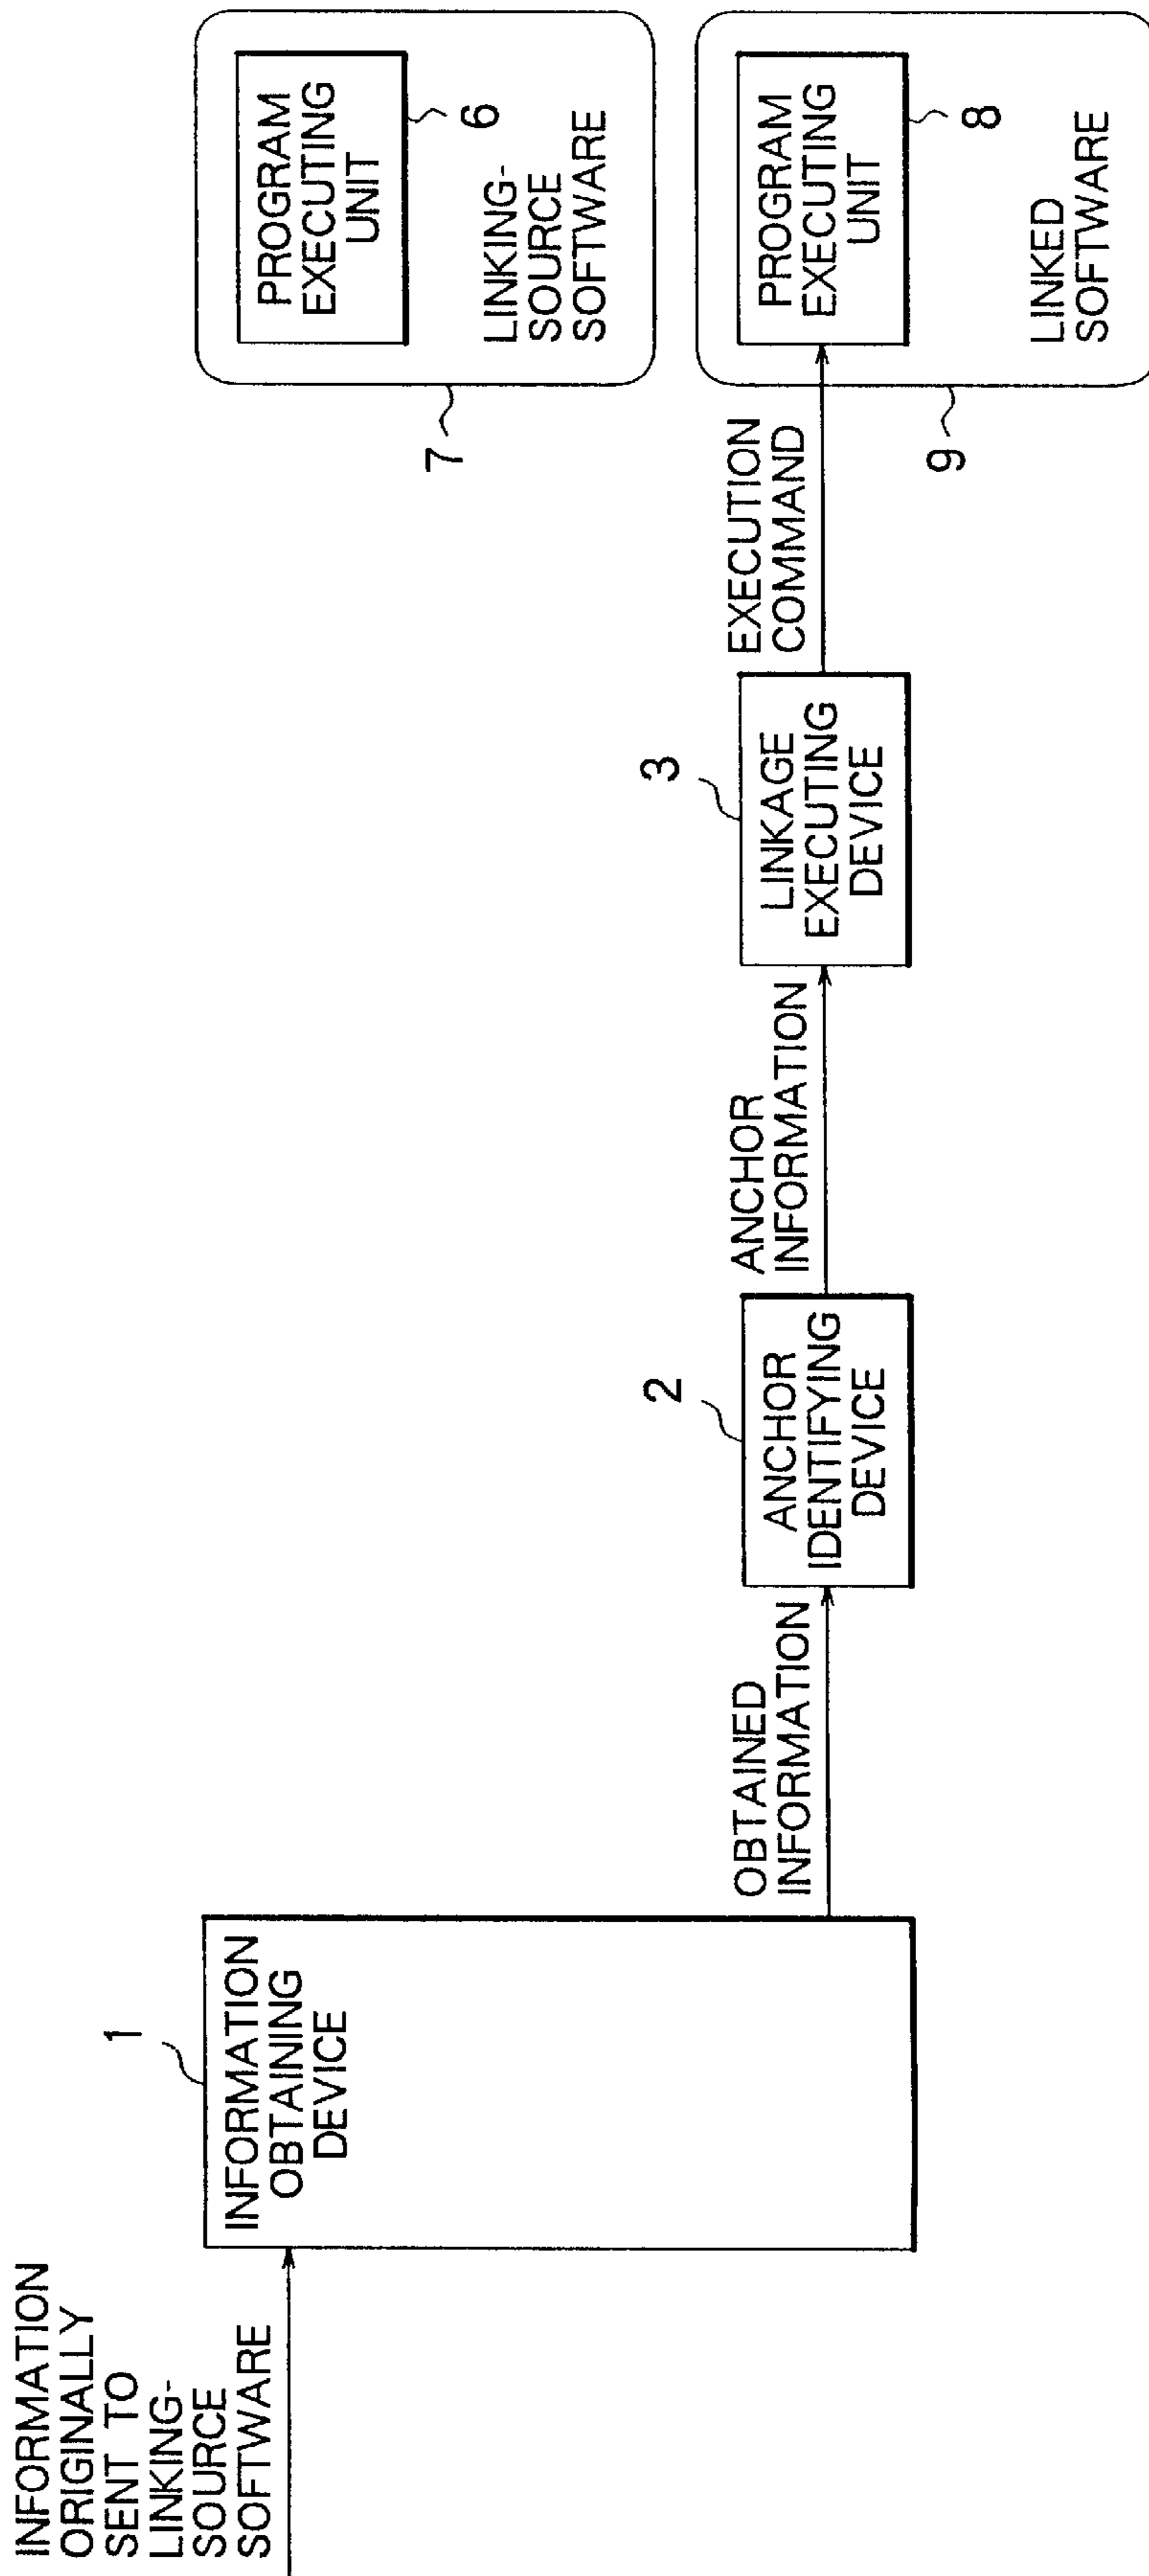 INFORMATION
ORIGINALLY
SENT TO
LINKING-
SOURCE
SOFTWARE
1
INFORMATION
OBTAINING
DEVICE
OBTAINED
INFORMATION
2
ANCHOR
IDENTIFYING
DEVICE
ANCHOR
INFORMATION
3
LINKAGE
EXECUTING
DEVICE
EXECUTION
COMMAND
7
PROGRAM
EXECUTING
UNIT
6
LINKING-
SOURCE
SOFTWARE
9
PROGRAM
EXECUTING
UNIT
8
LINKED
SOFTWARE